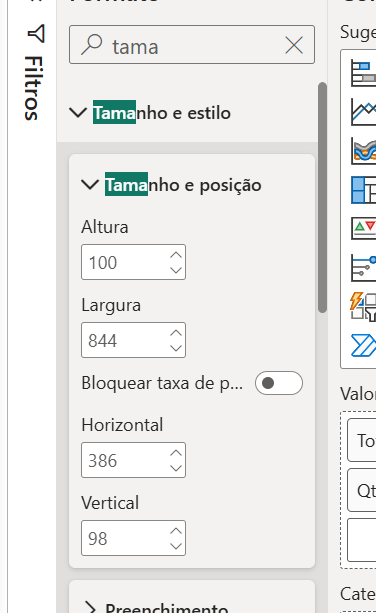 Filtros
tama
Tamanho e estilo
Tamanho e posição
Altura
100
Largura
844
Bloquear taxa de p...
Horizontal
386
Vertical
98
Preenchimento
Suge
Valo
To
Qt
Cate